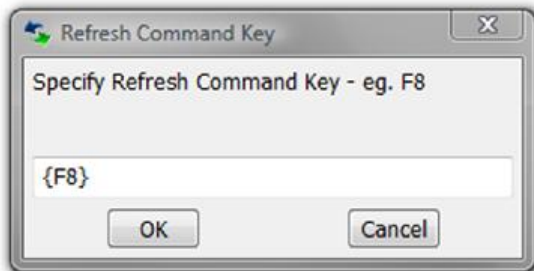 Refresh Command Key
Specify Refresh Command Key - eg. F8
{F8}
OK Cancel